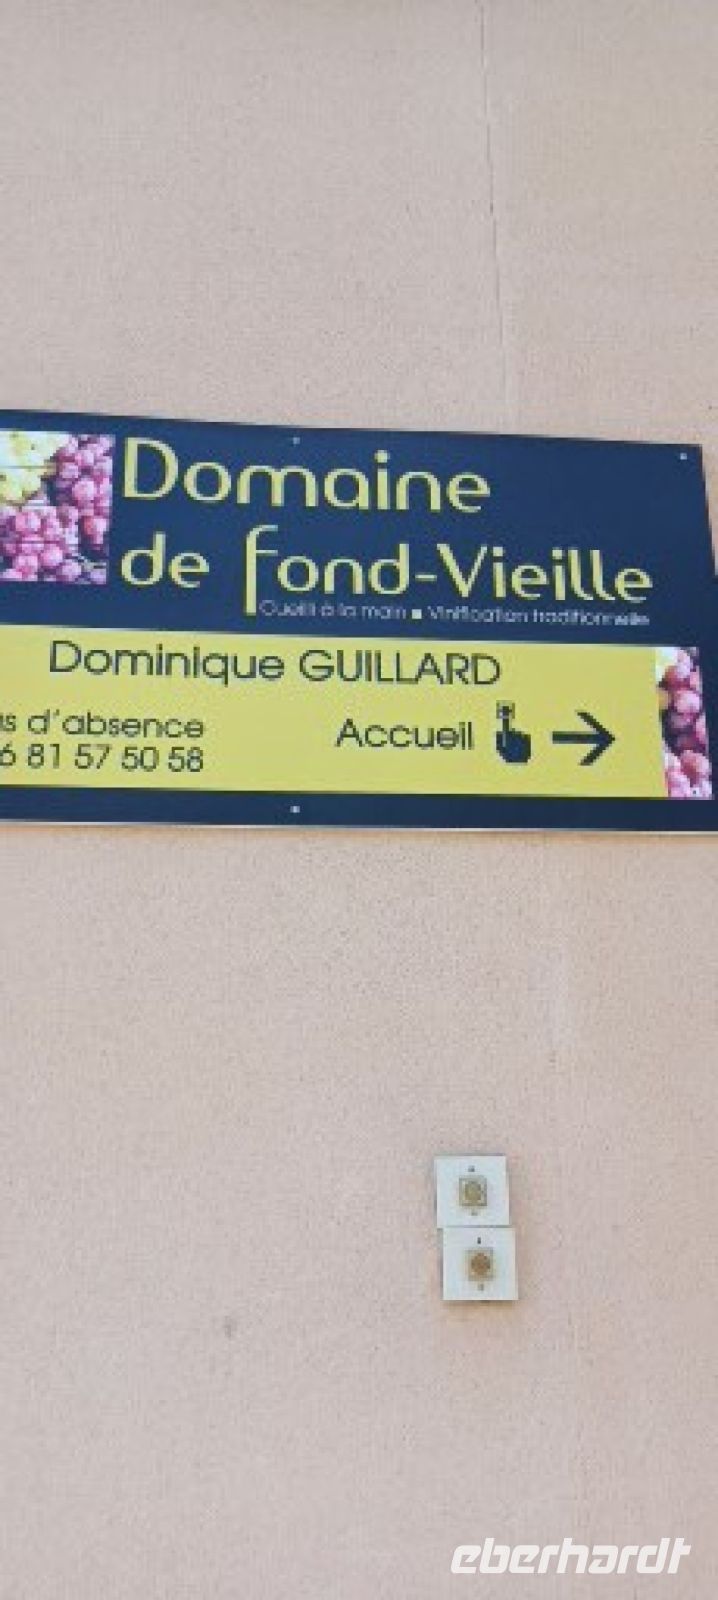 Domaine
de Fond-Vieille
Cueilli à la main ▪ Vinification traditionnelle
Dominique GUILLARD
d'absence
Accueil
6 81 57 50 58
eberhardt